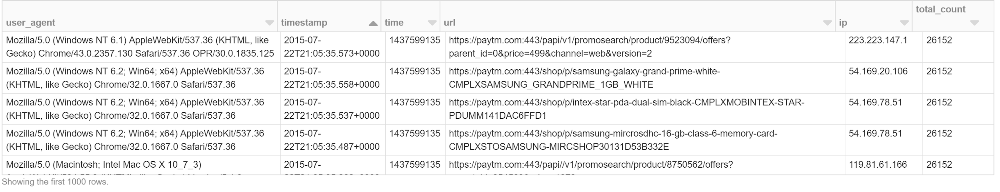 total_count
user_agent timestamp time url ip
Mozilla/5.0 (Windows NT 6.1) AppleWebKit/537.36 (KHTML, like 2015-07- 1437599135 https://paytm.com:443/papi/v1/promosearch/product/9523094/offers? 223.223.147.1 26152
Gecko) Chrome/43.0.2357.130 Safari/537.36 OPR/30.0.1835.125 22T21:05:35.573+0000 parent_id=0&price=499&channel=web&version=2
Mozilla/5.0 (Windows NT 6.2; Win64; x64) AppleWebKit/537.36 2015-07- 1437599135 https://paytm.com:443/shop/p/samsung-galaxy-grand-prime-white- 54.169.20.106 26152
(KHTML, like Gecko) Chrome/32.0.1667.0 Safari/537.36 22T21:05:35.558+0000 CMPLXSAMSUNG_GRANDPRIME_1GB_WHITE
Mozilla/5.0 (Windows NT 6.2; Win64; x64) AppleWebKit/537.36 2015-07- 1437599135 https://paytm.com:443/shop/p/intex-star-pda-dual-sim-black-CMPLXMOBINTEX-STAR- 54.169.78.51 26152
(KHTML, like Gecko) Chrome/32.0.1667.0 Safari/537.36 22T21:05:35.537+0000 PDUMM141DAC6FFD1
Mozilla/5.0 (Windows NT 6.2; Win64; x64) AppleWebKit/537.36 2015-07- 1437599135 https://paytm.com:443/shop/p/samsung-mircrosdhc-16-gb-class-6-memory-card- 54.169.78.51 26152
(KHTML, like Gecko) Chrome/32.0.1667.0 Safari/537.36 22T21:05:35.487+0000 CMPLXSTOSAMSUNG-MIRCSHOP30131D53B332E
Mozilla/5.0 (Macintosh; Intel Mac OS X 10_7_3) 2015-07- 1437599135 https://paytm.com:443/papi//v1/promosearch/product/8750562/offers? 119.81.61.166 26152
Showing the first 1000 rows.